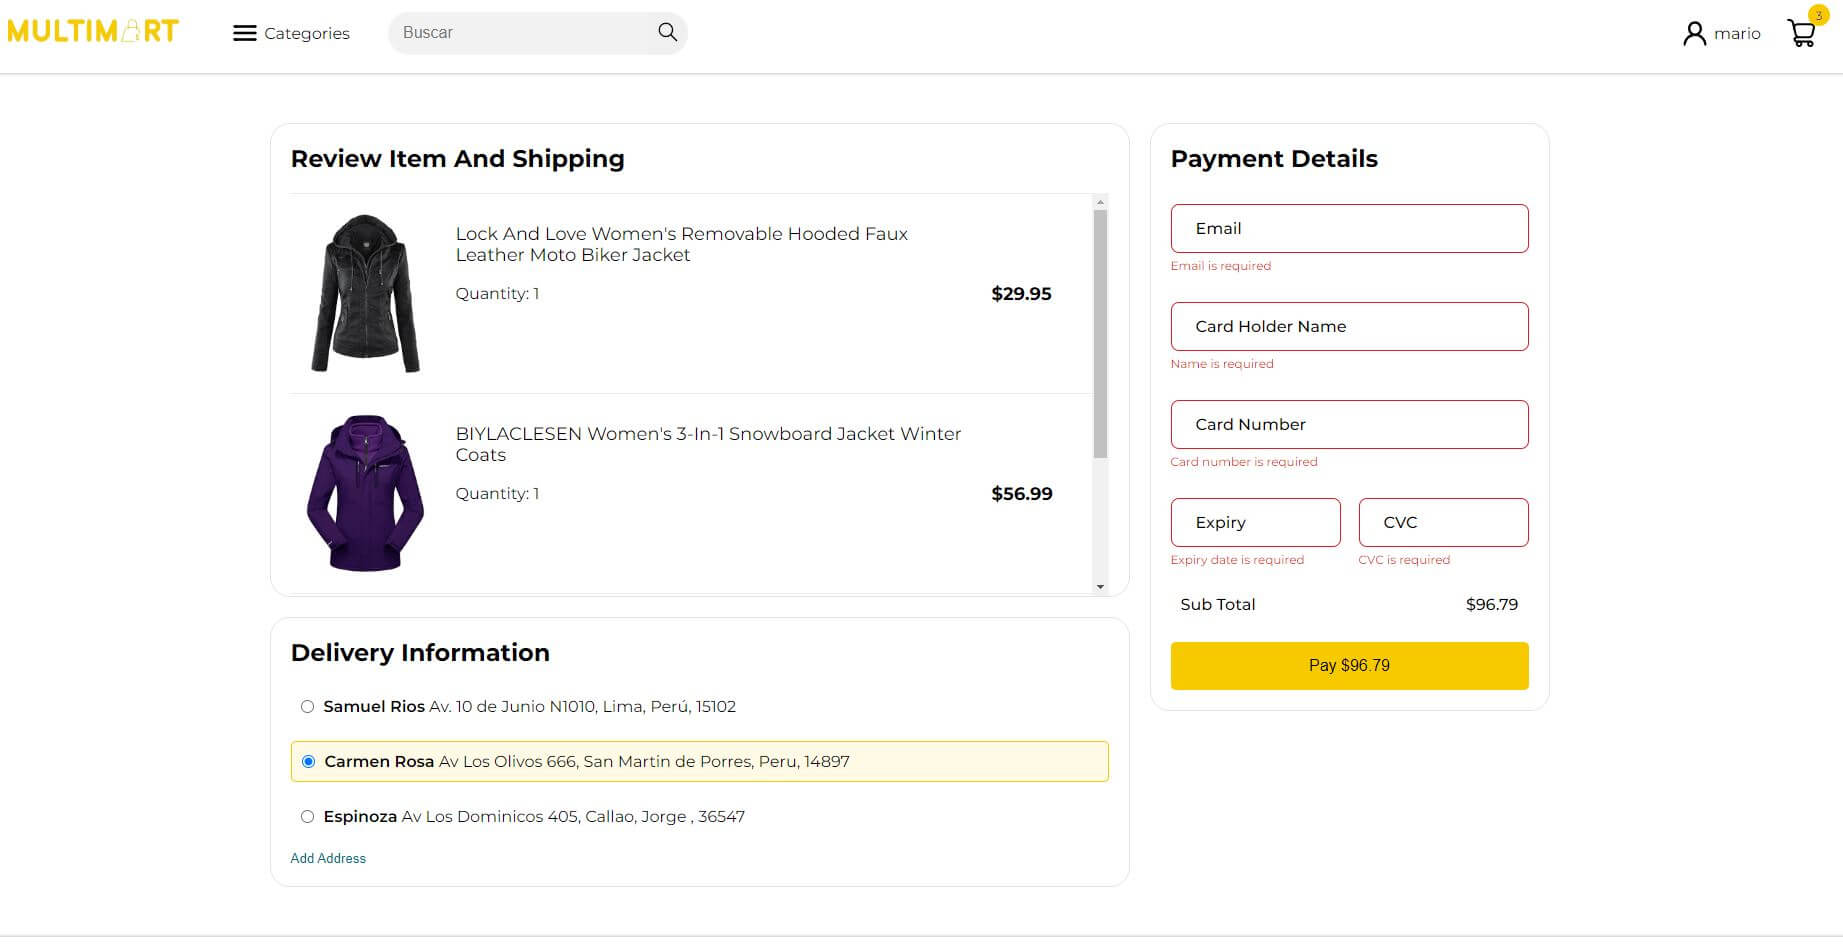 MULTIMART
Categories
Buscar
mario
3
Review Item And Shipping
Lock And Love Women's Removable Hooded Faux
Leather Moto Biker Jacket
Quantity: 1
$29.95
BIYLACLESEN Women's 3-In-1 Snowboard Jacket Winter
Coats
Quantity: 1
$56.99
Delivery Information
Samuel Rios Av. 10 de Junio N1010, Lima, Perú, 15102
Carmen Rosa Av Los Olivos 666, San Martin de Porres, Peru, 14897
Espinoza Av Los Dominicos 405, Callao, Jorge , 36547
Add Address
Payment Details
Email
Email is required
Card Holder Name
Name is required
Card Number
Card number is required
Expiry
CVC
Expiry date is required
CVC is required
Sub Total
$96.79
Pay $96.79